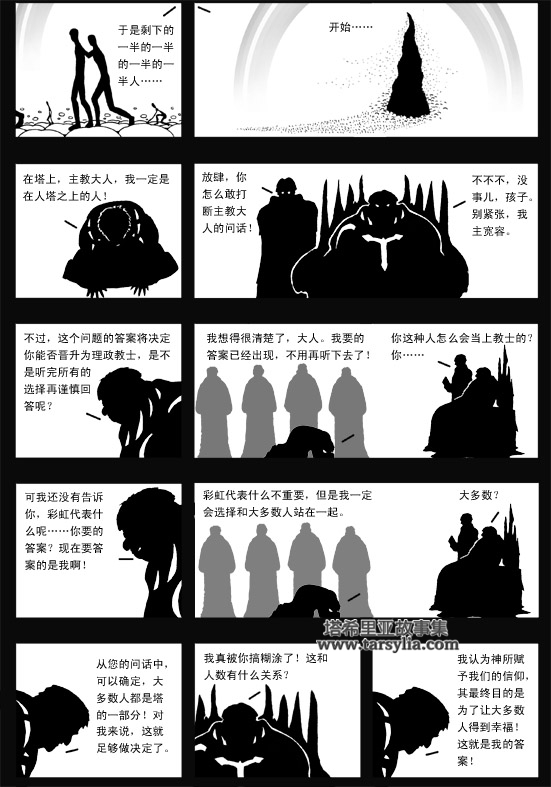 于是剩下的
一半的一半
的一半的一
半人……
开始……
在塔上，主教大人，我一定是
在人塔之上的人！
放肆，你
怎么敢打
断主教大
人的问话！
不不不，没
事儿，孩子。
别紧张，我
主宽容。
不过，这个问题的答案将决定
你能否晋升为理政教士，是不
是听完所有的
选择再谨慎回
答呢？
我想得很清楚了，大人。我要的
答案已经出现，不用再听下去了！
你这种人怎么会当上教士的？
你……
可我还没有告诉
你，彩虹代表什
么呢……你要的
答案？现在要答
案的是我啊！
彩虹代表什么不重要，但是我一定
会选择和大多数人站在一起。
大多数？
塔希里亚故事集
www.tarsylia.com
从您的问话中，
可以确定，大
多数人都是塔
的一部分！对
我来说，这就
足够做决定了。
我真被你搞糊涂了！这和
人数有什么关系？
我认为神所赋
予我们的信仰，
其最终目的是
为了让大多数
人得到幸福！
这就是我的答
案！